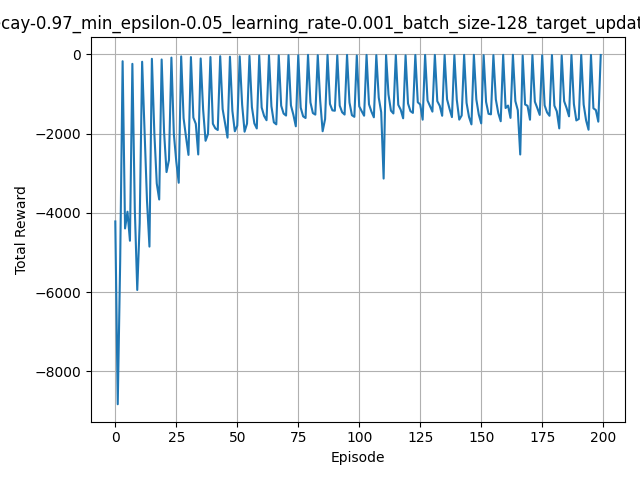 cay-0.97_min_epsilon-0.05_learning_rate-0.001_batch_size-128_target_updat
0
−2000
−4000
−6000
−8000
Total Reward
0 25 50 75 100 125 150 175 200
Episode